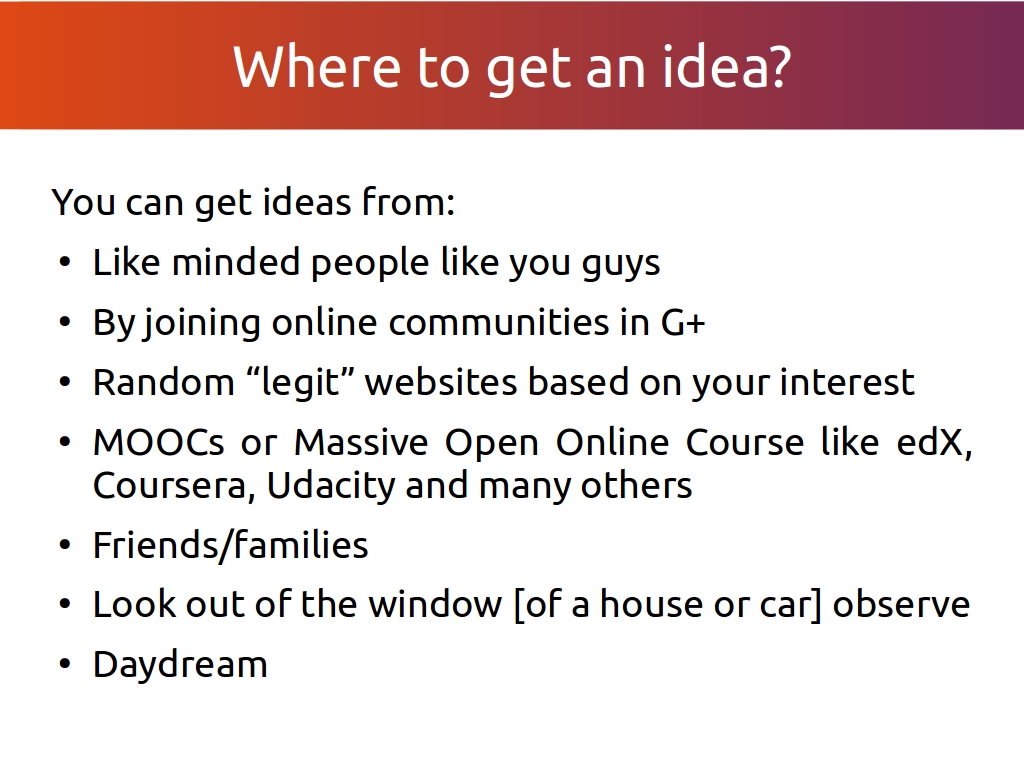 Where to get an idea?
You can get ideas from:
• Like minded people like you guys
• By joining online communities in G+
• Random “legit” websites based on your interest
• MOOCs or Massive Open Online Course like edX,
Coursera, Udacity and many others
• Friends/families
• Look out of the window [of a house or car] observe
• Daydream